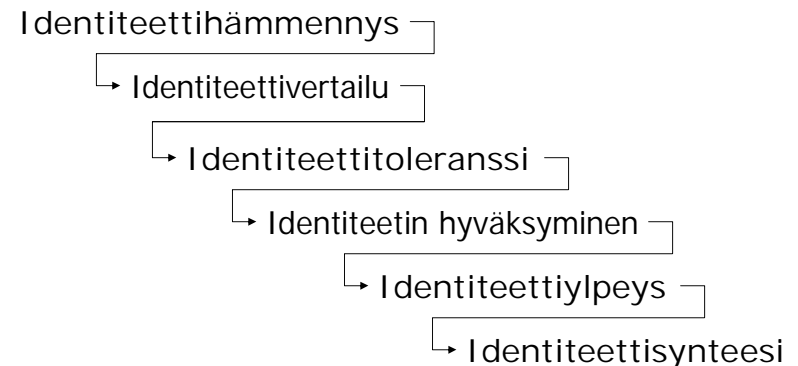 Identiteettihämmennys
Identiteettivertailu
Identiteettitoleranssi
Identiteetin hyväksyminen
Identiteettiylpeys
Identiteettisynteesi